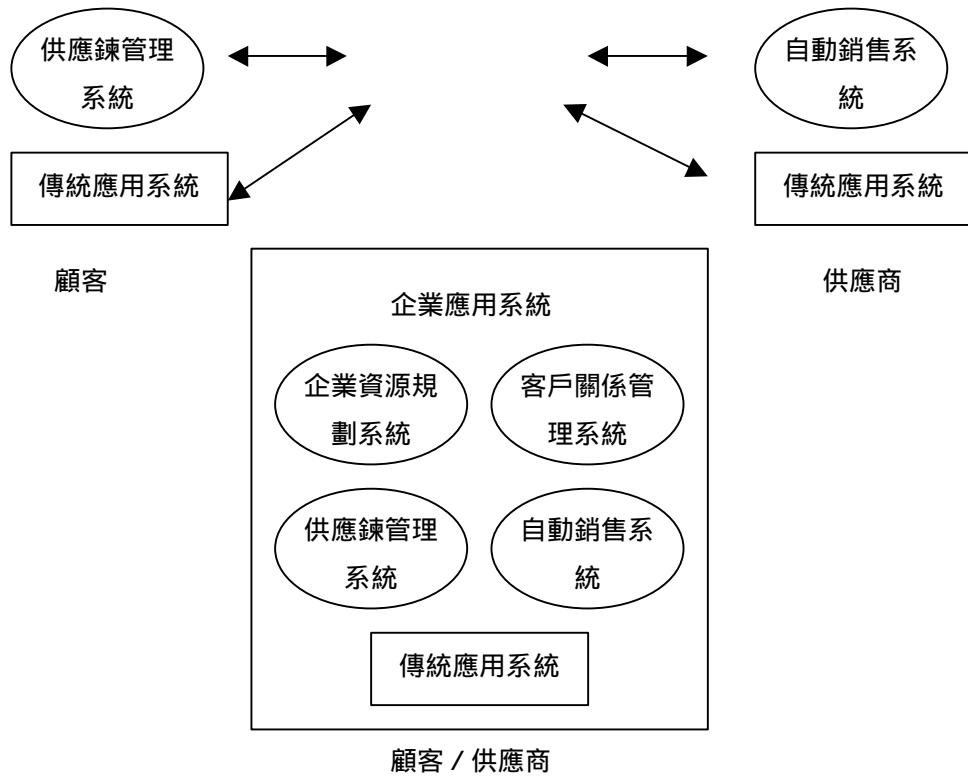 供應鍊管理
系統
自動銷售系
統
傳統應用系統
傳統應用系統
顧客
供應商
企業應用系統
企業資源規
劃系統
客戶關係管
理系統
供應鍊管理
系統
自動銷售系
統
傳統應用系統
顧客 / 供應商